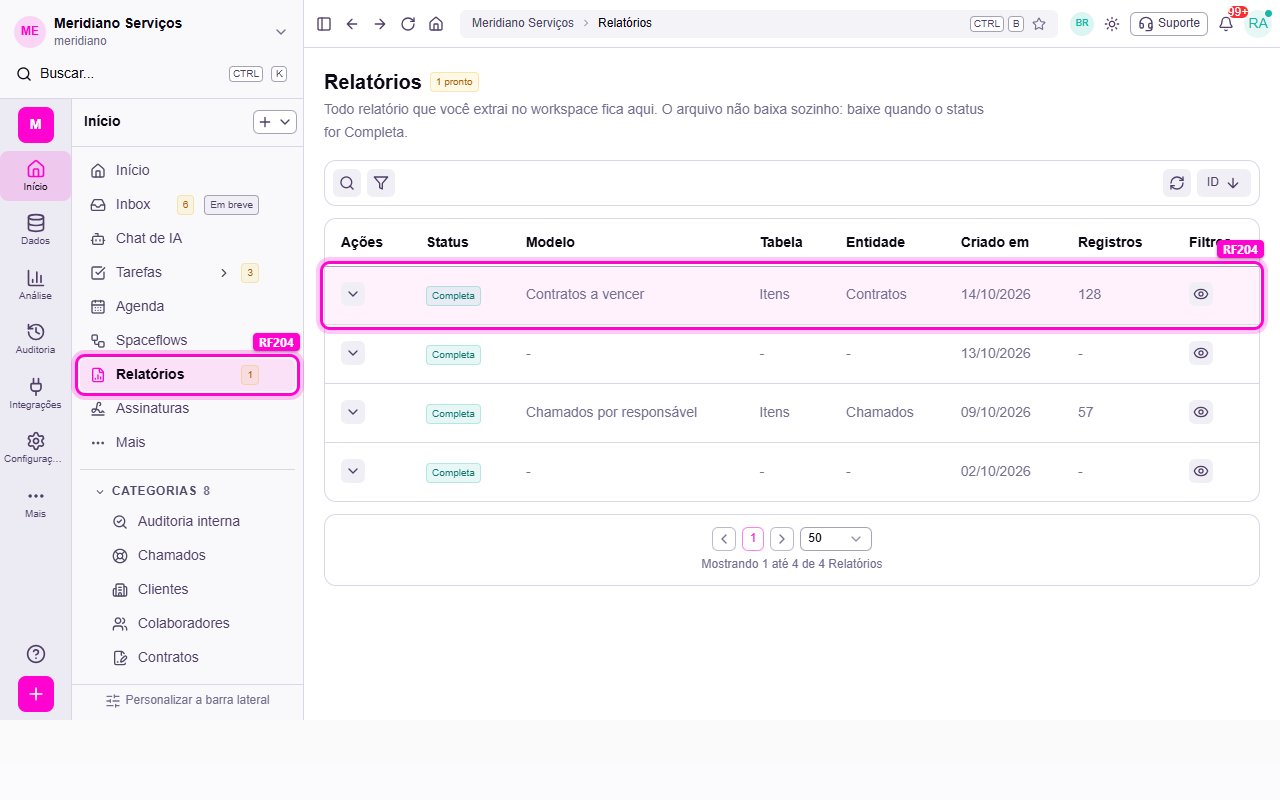 ME
Meridiano Serviços
meridiano
Buscar...
CTRL K
M
Início
Dados
Análise
Auditoria
Integrações
Configuraç...
Mais
Início
Início
Inbox 6 Em breve
Chat de IA
Tarefas 3
Agenda
Spaceflows
RF204
Relatórios 1
Assinaturas
Mais
CATEGORIAS 8
Auditoria interna
Chamados
Clientes
Colaboradores
Contratos
Personalizar a barra lateral
Meridiano Serviços Relatórios CTRL B
BR
Suporte
99+
RA
Relatórios 1 pronto
Todo relatório que você extrai no workspace fica aqui. O arquivo não baixa sozinho: baixe quando o status
for Completa.
ID
Ações Status Modelo Tabela Entidade Criado em Registros
RF204
Completa Contratos a vencer Itens Contratos 14/10/2026 128
Completa - - - 13/10/2026 -
Completa Chamados por responsável Itens Chamados 09/10/2026 57
Completa - - - 02/10/2026 -
1 50
Mostrando 1 até 4 de 4 Relatórios